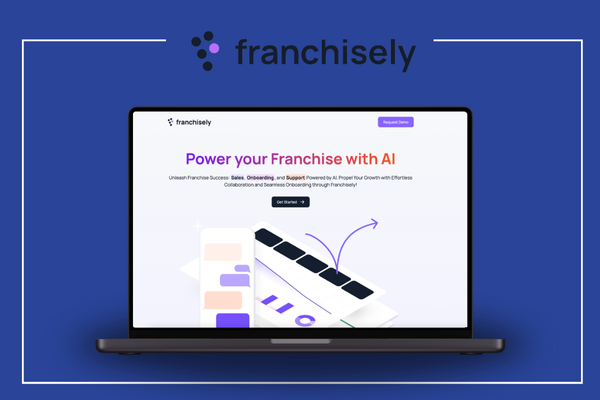 franchisely
franchisely
Request Demo
Power your Franchise with AI
Unleash Franchise Success: Sales, Onboarding, and Support Powered by AI. Propel Your Growth with Effortless
Collaboration and Seamless Onboarding through Franchisely!
Get Started